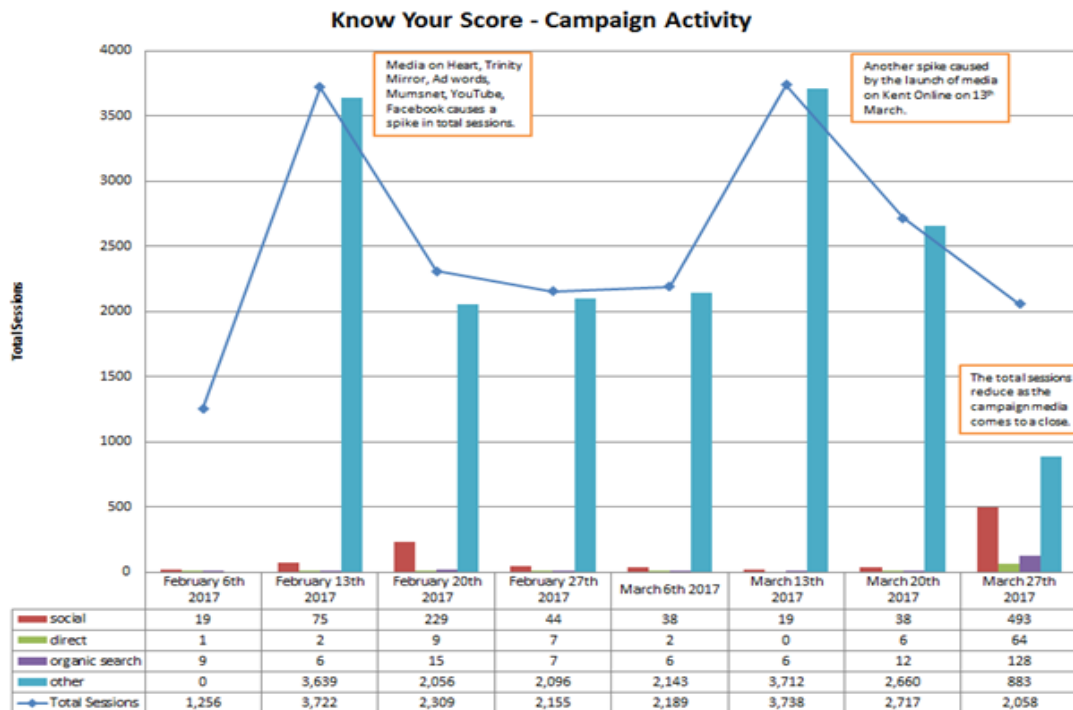 Know Your Score - Campaign Activity
4000
3500
3000
2500
2000
1500
1000
500
0
Total Sessions
Media on Heart, Trinity
Mirror, Ad words,
Mumsnet, YouTube,
Facebook causes a
spike in total sessions.
Another spike caused
by the launch of media
on Kent Online on 13th
March.
The total sessions
reduce as the
campaign media
comes to a close.
February 6th 2017 February 13th 2017 February 20th 2017 February 27th 2017 March 6th 2017 March 13th 2017 March 20th 2017 March 27th 2017
social 19 75 229 44 38 19 38 493
direct 1 2 9 7 2 0 6 64
organic search 9 6 15 7 6 6 12 128
other 0 3,639 2,056 2,096 2,143 3,712 2,660 883
Total Sessions 1,256 3,722 2,309 2,155 2,189 3,738 2,717 2,058